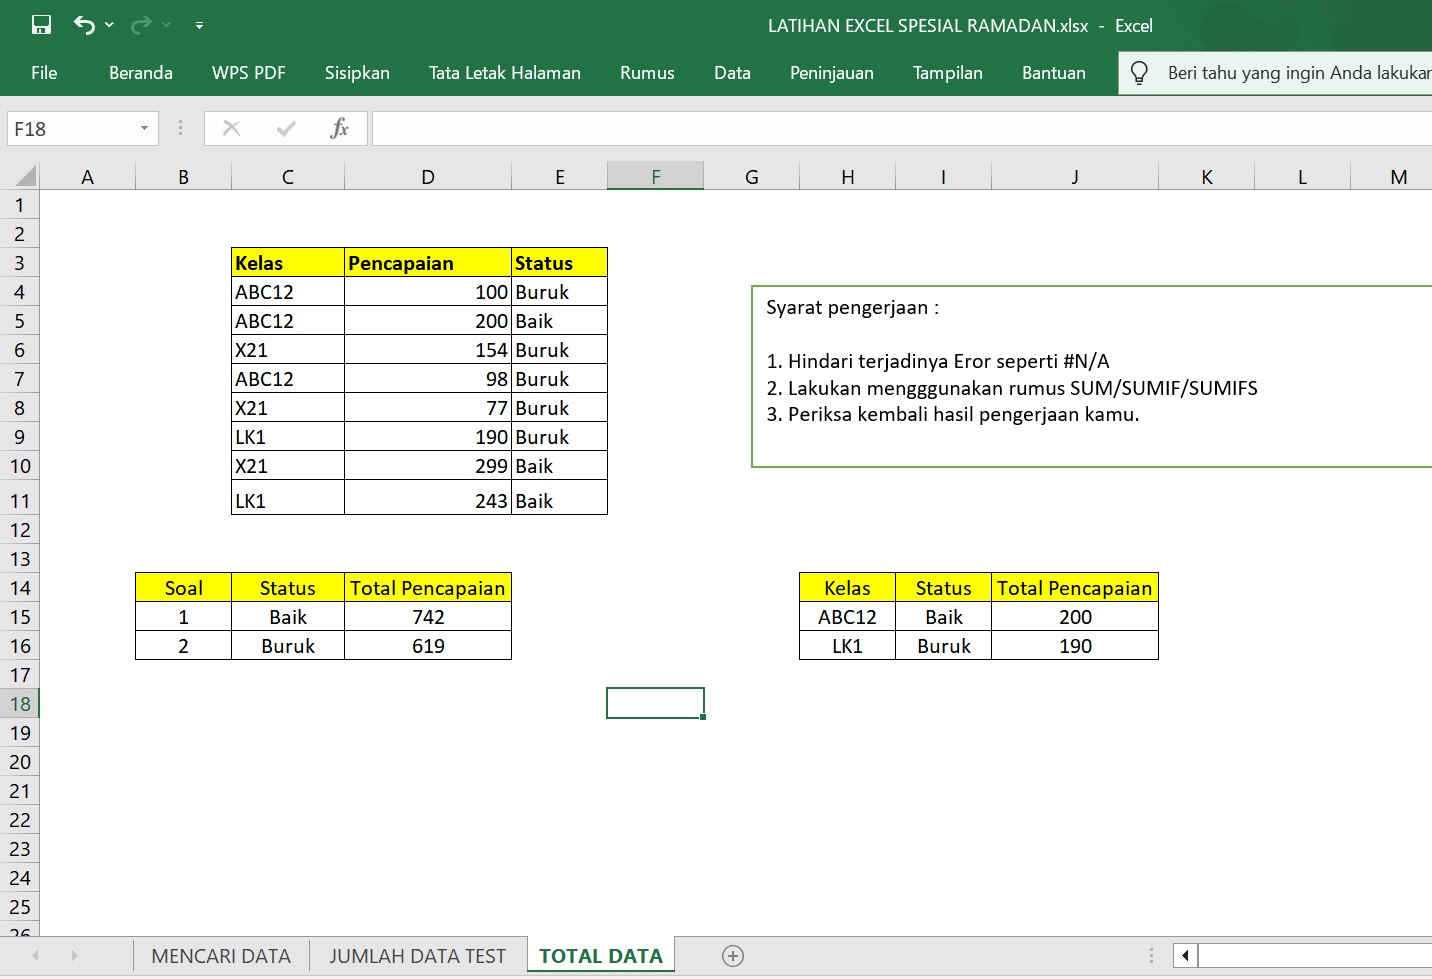 LATIHAN EXCEL SPESIAL RAMADAN.xlsx - Excel
File Beranda WPS PDF Sisipkan Tata Letak Halaman Rumus Data Peninjauan Tampilan Bantuan Beri tahu yang ingin Anda lakukan
F18 fx
A B C D E F G H I J K L M
1
2
3 Kelas Pencapaian Status
4 ABC12 100 Buruk
Syarat pengerjaan :
5 ABC12 200 Baik
6 X21 154 Buruk
1. Hindari terjadinya Eror seperti #N/A
7 ABC12 98 Buruk
2. Lakukan mengggunakan rumus SUM/SUMIF/SUMIFS
8 X21 77 Buruk
3. Periksa kembali hasil pengerjaan kamu.
9 LK1 190 Buruk
10 X21 299 Baik
11 LK1 243 Baik
12
13
14 Soal Status Total Pencapaian Kelas Status Total Pencapaian
15 1 Baik 742 ABC12 Baik 200
16 2 Buruk 619 LK1 Buruk 190
17
18
19
20
21
22
23
24
25
26
MENCARI DATA JUMLAH DATA TEST TOTAL DATA